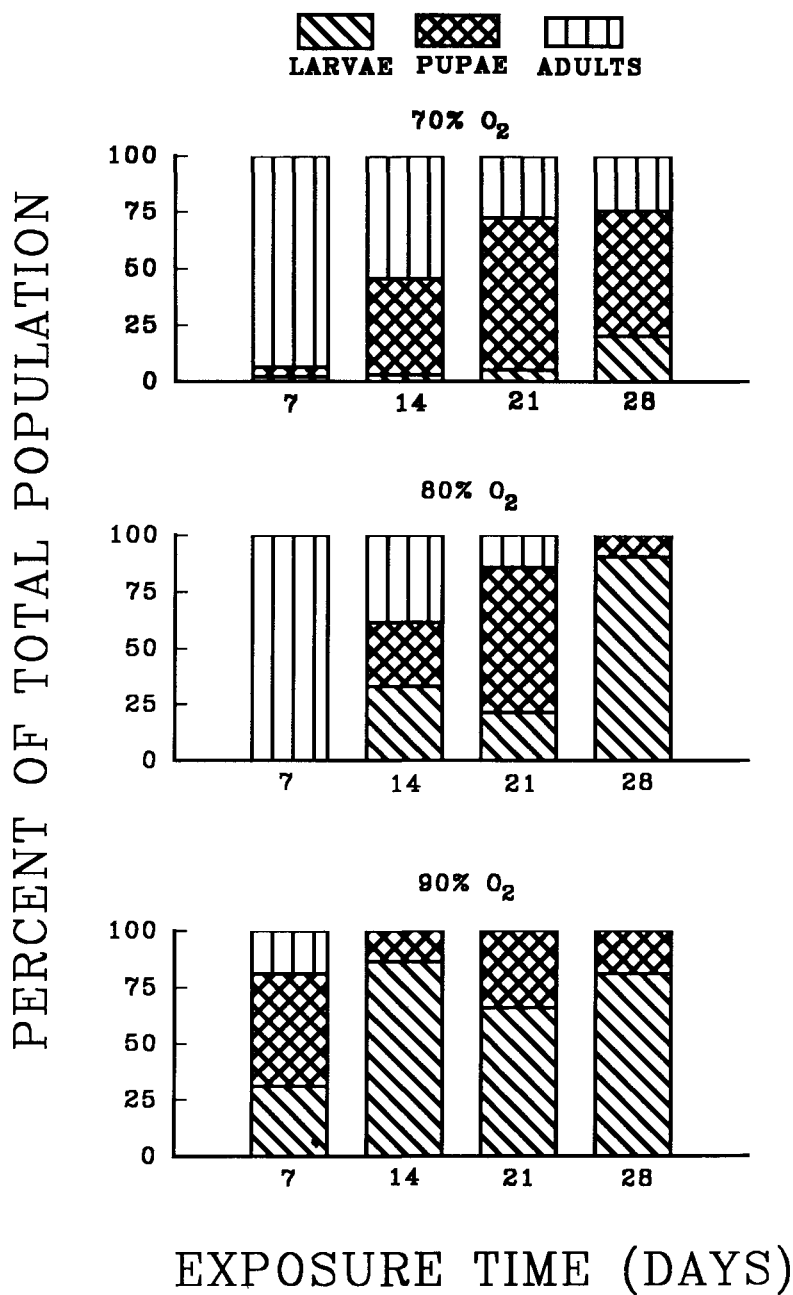 LARVAE PUPAE ADULTS
70% O₂
100
75
50
25
0
7 14 21 28
80% O₂
100
75
50
25
0
7 14 21 28
90% O₂
100
75
50
25
0
7 14 21 28
PERCENT OF TOTAL POPULATION
EXPOSURE TIME (DAYS)